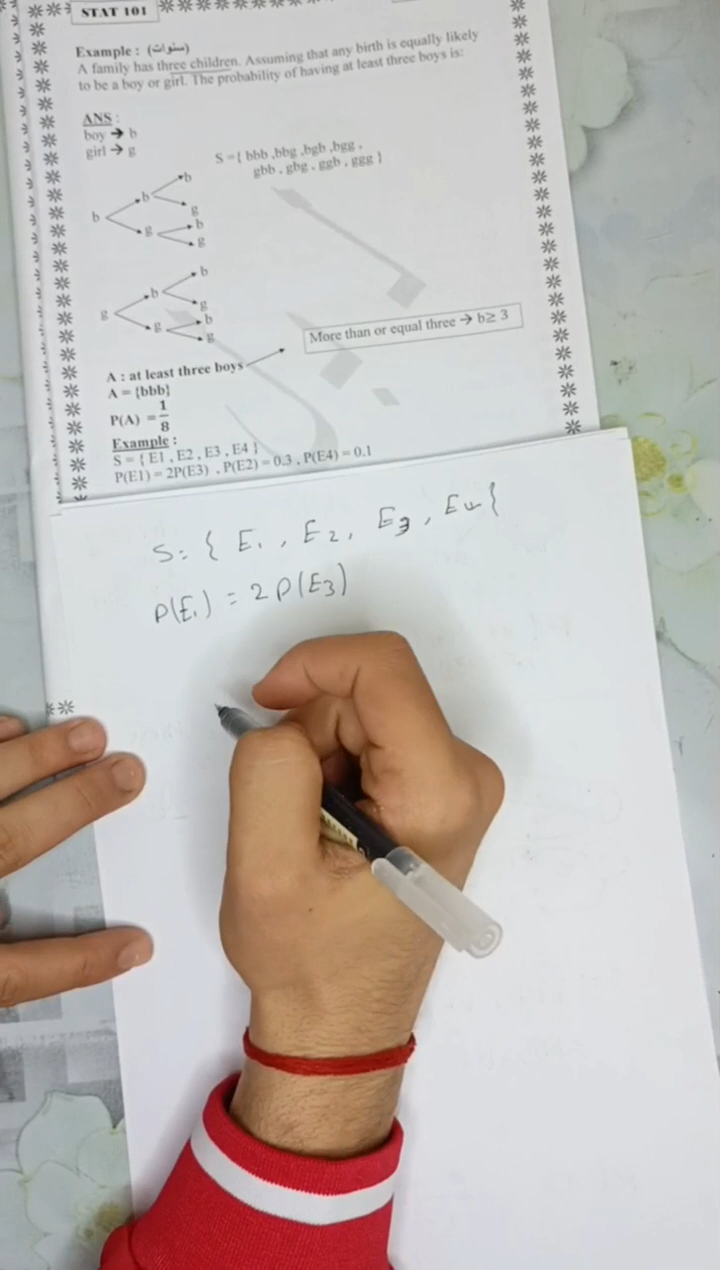 STAT 101
Example : (سنوات)
A family has three children. Assuming that any birth is equally likely
to be a boy or girl. The probability of having at least three boys is:
ANS :
boy → b
girl → g
S ={ bbb ,bbg ,bgb ,bgg ,
gbb , gbg , ggb , ggg }
b
b
b
g
g
b
g
g
b
b
g
g
b
g
More than or equal three → b≥ 3
A : at least three boys
A = {bbb}
P(A) = 1/8
Example :
S = { E1 , E2 , E3 , E4 }
P(E1) = 2P(E3) , P(E2) = 0.3 , P(E4) = 0.1
S = { E1 , E2 , E3 , E4 {
P(E1) = 2 P(E3)